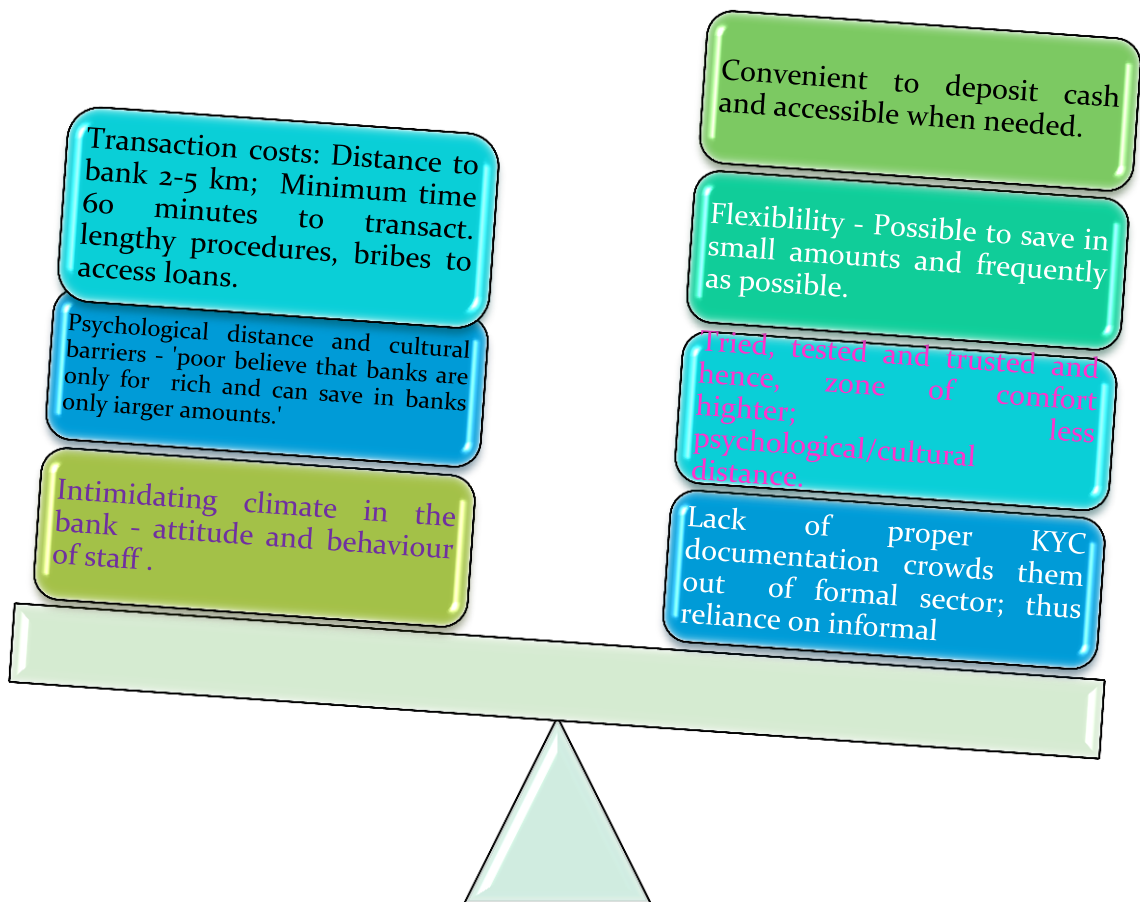 Transaction costs: Distance to
bank 2-5 km; Minimum time
60 minutes to transact.
lengthy procedures, bribes to
access loans.
Psychological distance and cultural
barriers - 'poor believe that banks are
only for rich and can save in banks
only iarger amounts.'
Intimidating climate in the
bank - attitude and behaviour
of staff .
Convenient to deposit cash
and accessible when needed.
Flexiblility - Possible to save in
small amounts and frequently
as possible.
Tried, tested and trusted and
hence, zone of comfort
highter; less
psychological/cultural
distance.
Lack of proper KYC
documentation crowds them
out of formal sector; thus
reliance on informal